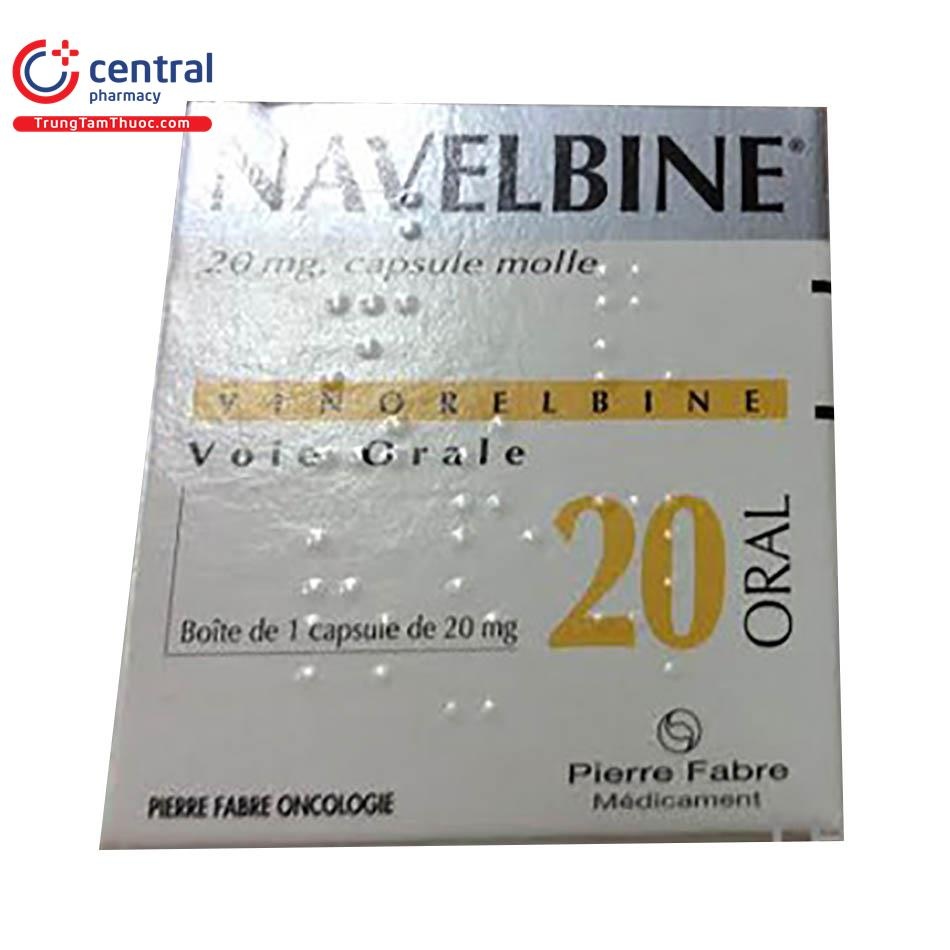 central
pharmacy
TrungTamThuoc.com
NAVELBINE®
20 mg, capsule molle
VINORELBINE
Voie Orale
Boîte de 1 capsule de 20 mg
20
ORAL
Pierre Fabre
Médicament
PIERRE FABRE ONCOLOGIE